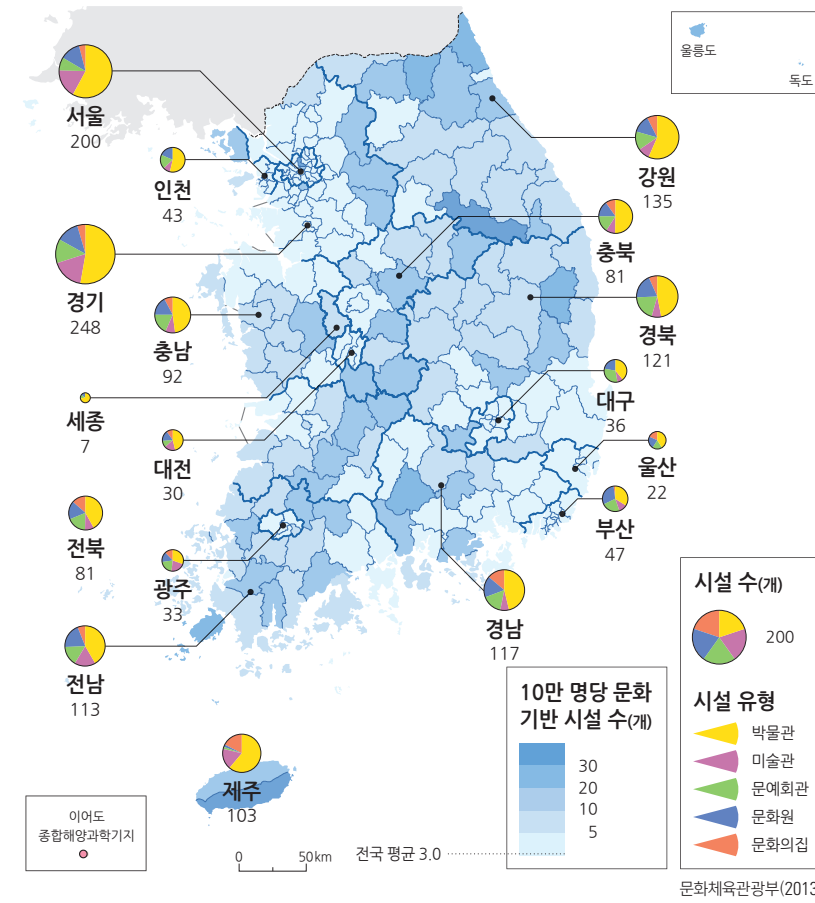 울릉도
독도
서울
200
인천
43
경기
248
충남
92
세종
7
대전
30
전북
81
광주
33
전남
113
제주
103
강원
135
충북
81
경북
121
대구
36
울산
22
부산
47
경남
117
이어도
종합해양과학기지
0 50km
전국 평균 3.0
10만 명당 문화
기반 시설 수(개)
30
20
10
5
시설 수(개)
200
시설 유형
박물관
미술관
문예회관
문화원
문화의집
문화체육관광부(2013